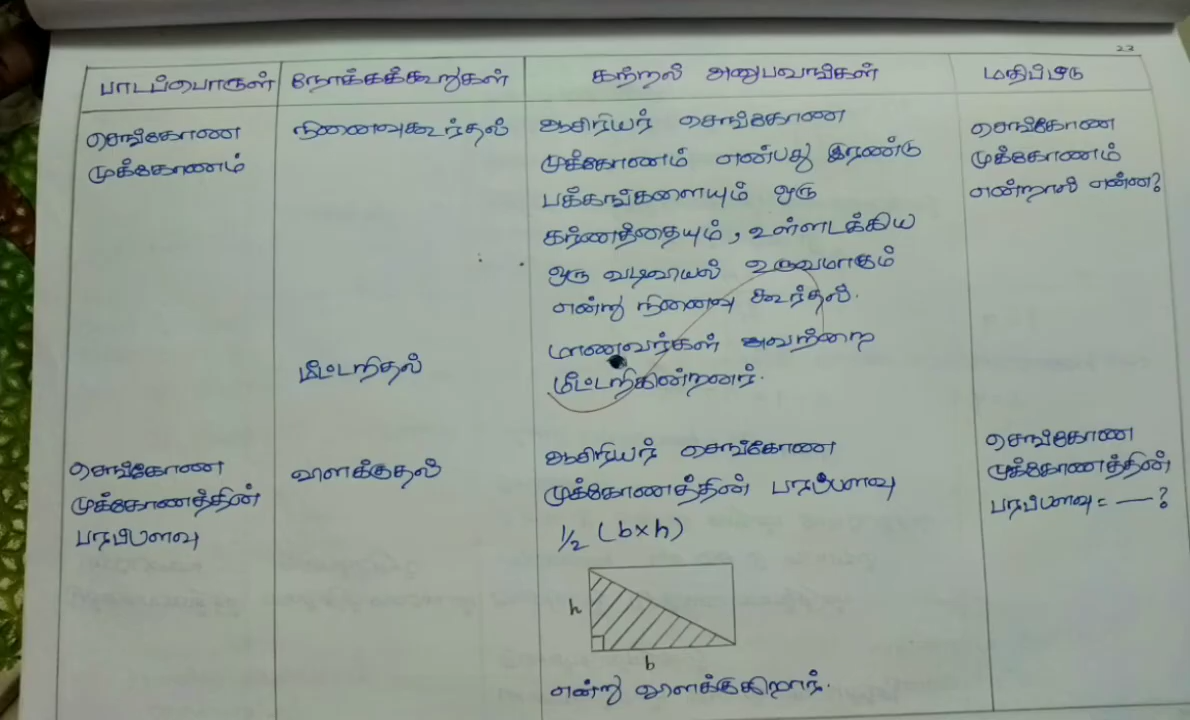 23
பாடப்பொருள் நோக்கக்கூறுகள் கற்றல் அனுபவங்கள் மதிப்பீடு
செங்கோண
முக்கோணம்
நினைவுகூர்தல்
மீட்டறிதல்
ஆசிரியர் செங்கோண
முக்கோணம் என்பது இரண்டு
பக்கங்களையும் ஒரு
கர்ணத்தையும், உள்ளடக்கிய
ஒரு வடிவியல் உருவமாகும்
என்று நினைவு கூர்தல்.
மாணவர்கள் அவற்றை
மீட்டறிகின்றனர்.
செங்கோண
முக்கோணம்
என்றால் என்ன?
செங்கோண
முக்கோணத்தின்
பரப்பளவு
விளக்குதல்
ஆசிரியர் செங்கோண
முக்கோணத்தின் பரப்பளவு
1/2 (b×h)
h
b
என்று விளக்குகிறார்.
செங்கோண
முக்கோணத்தின்
பரப்பளவு = — ?